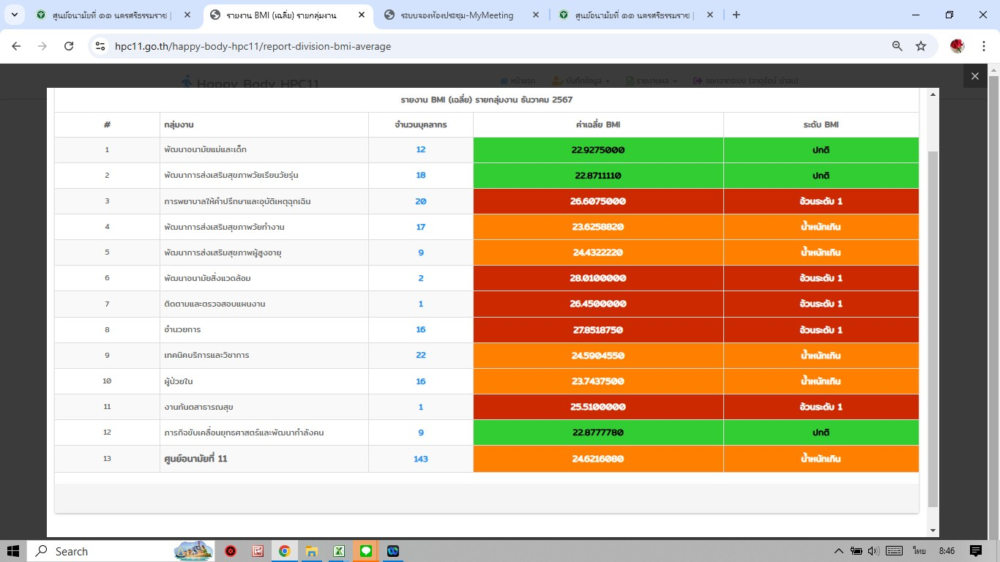 ศูนย์อนามัยที่ ๑๑ นครศรีธรรมราช
รายงาน BMI (เฉลี่ย) รายกลุ่มงาน
ระบบจองห้องประชุม-MyMeeting
ศูนย์อนามัยที่ ๑๑ นครศรีธรรมราช
hpc11.go.th/happy-body-hpc11/report-division-bmi-average
Happy Body HPC11 หน้าแรก บันทึกข้อมูล รายงานผล ออกจากระบบ (จาตุรัตน์ นำสม)
รายงาน BMI (เฉลี่ย) รายกลุ่มงาน ธันวาคม 2567
# กลุ่มงาน จำนวนบุคลากร ค่าเฉลี่ย BMI ระดับ BMI
1 พัฒนาอนามัยแม่และเด็ก 12 22.9275000 ปกติ
2 พัฒนาการส่งเสริมสุขภาพวัยเรียนวัยรุ่น 18 22.8711110 ปกติ
3 การพยาบาลให้คำปรึกษาและอุบัติเหตุฉุกเฉิน 20 26.6075000 อ้วนระดับ 1
4 พัฒนาการส่งเสริมสุขภาพวัยทำงาน 17 23.6258820 น้ำหนักเกิน
5 พัฒนาการส่งเสริมสุขภาพผู้สูงอายุ 9 24.4322220 น้ำหนักเกิน
6 พัฒนาอนามัยสิ่งแวดล้อม 2 28.0100000 อ้วนระดับ 1
7 ติดตามและตรวจสอบแผนงาน 1 26.4500000 อ้วนระดับ 1
8 อำนวยการ 16 27.8518750 อ้วนระดับ 1
9 เทคนิคบริการและวิชาการ 22 24.5904550 น้ำหนักเกิน
10 ผู้ป่วยใน 16 23.7437500 น้ำหนักเกิน
11 งานทันตสาธารณสุข 1 25.5100000 อ้วนระดับ 1
12 ภารกิจขับเคลื่อนยุทธศาสตร์และพัฒนากำลังคน 9 22.8777780 ปกติ
13 ศูนย์อนามัยที่ 11 143 24.6216080 น้ำหนักเกิน
Search ไทย 8:46